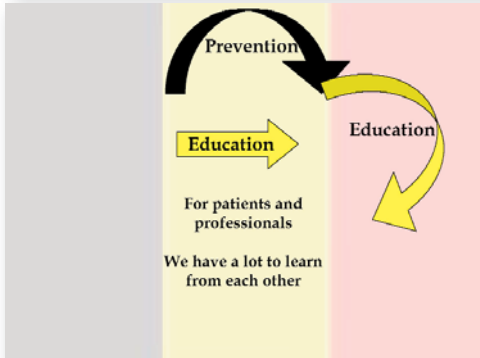 Prevention
Education
Education
For patients and
professionals
We have a lot to learn
from each other